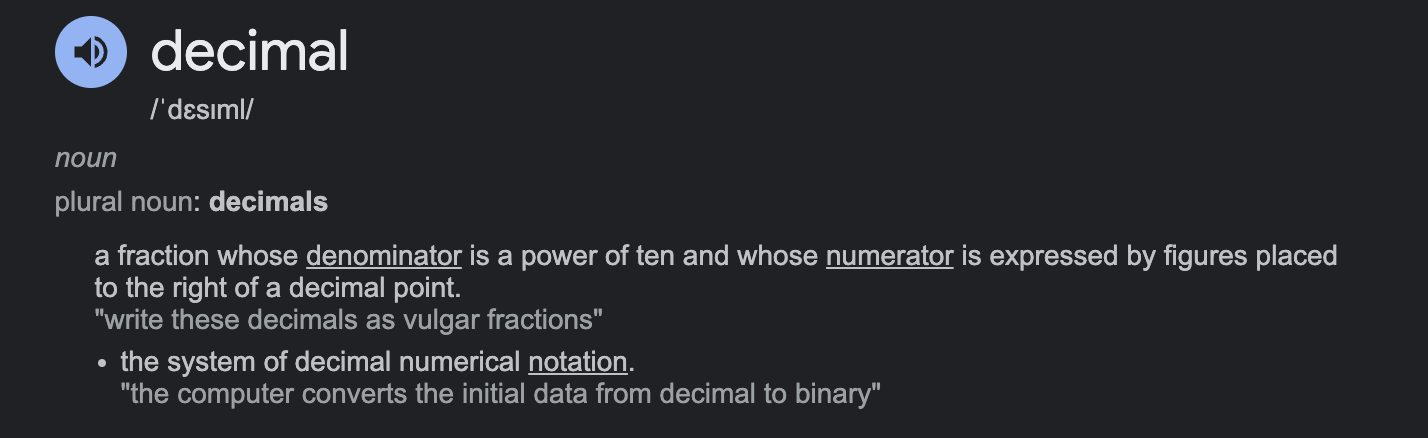 decimal
/ˈdɛsɪml/
noun
plural noun: decimals
a fraction whose denominator is a power of ten and whose numerator is expressed by figures placed
to the right of a decimal point.
"write these decimals as vulgar fractions"
• the system of decimal numerical notation.
"the computer converts the initial data from decimal to binary"